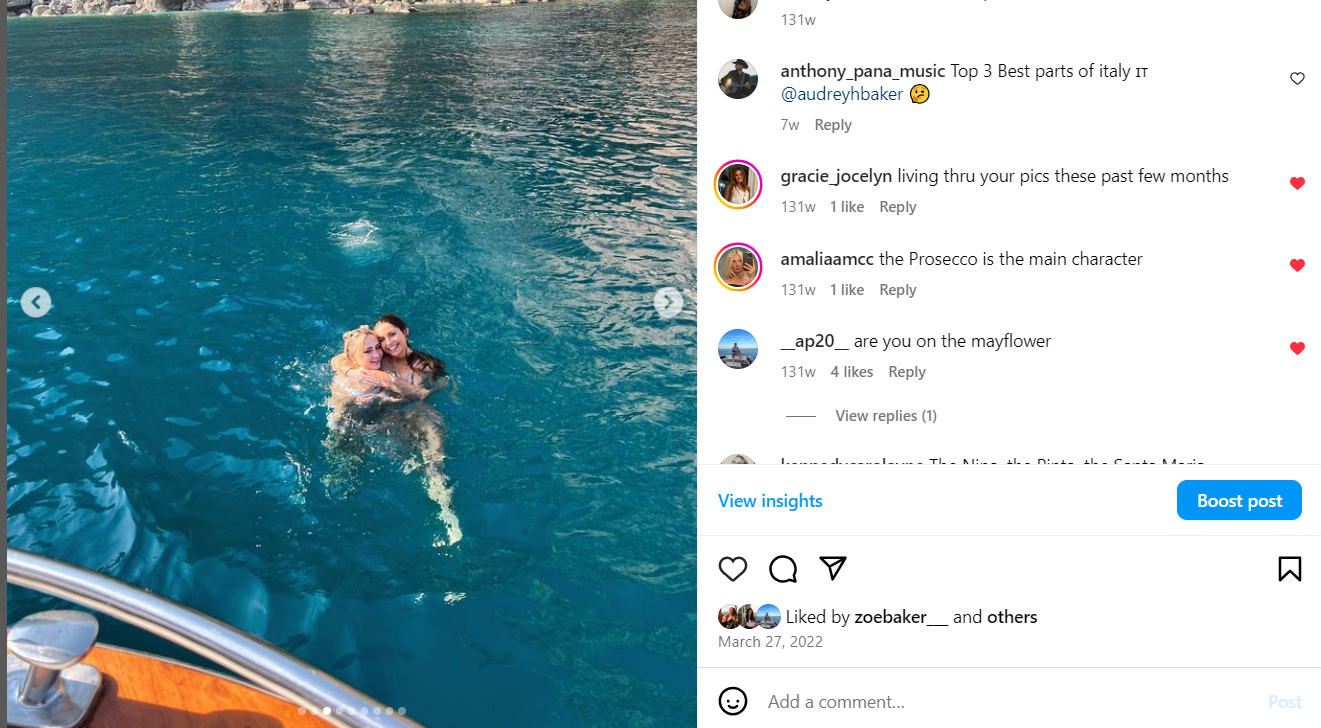 131w
anthony_pana_music Top 3 Best parts of italy IT
@audreyhbaker
7w Reply
gracie_jocelyn living thru your pics these past few months
131w 1 like Reply
amaliaamcc the Prosecco is the main character
131w 1 like Reply
__ap20__ are you on the mayflower
131w 4 likes Reply
View replies (1)
The Nina, the Pinta, the Santa Maria
View insights
Boost post
Liked by zoebaker___ and others
March 27, 2022
Add a comment...
Post